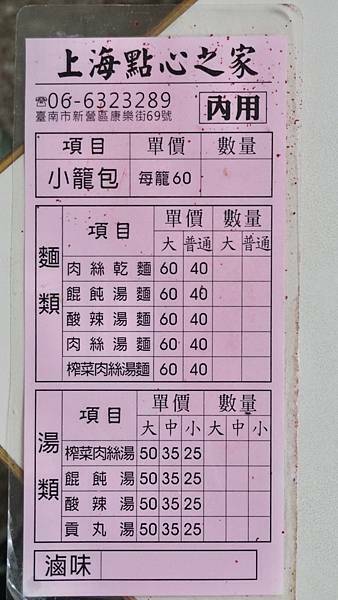 上海點心之家
☎06-6323289
臺南市新營區康樂街69號
內用
項目 單價 數量
小籠包 每籠60
麵類
項目 單價 數量
大 普通 大 普通
肉絲乾麵 60 40
餛飩湯麵 60 40
酸辣湯麵 60 40
肉絲湯麵 60 40
榨菜肉絲湯麵 60 40
湯類
項目 單價 數量
大 中 小 大 中 小
榨菜肉絲湯 50 35 25
餛飩湯 50 35 25
酸辣湯 50 35 25
貢丸湯 50 35 25
滷味